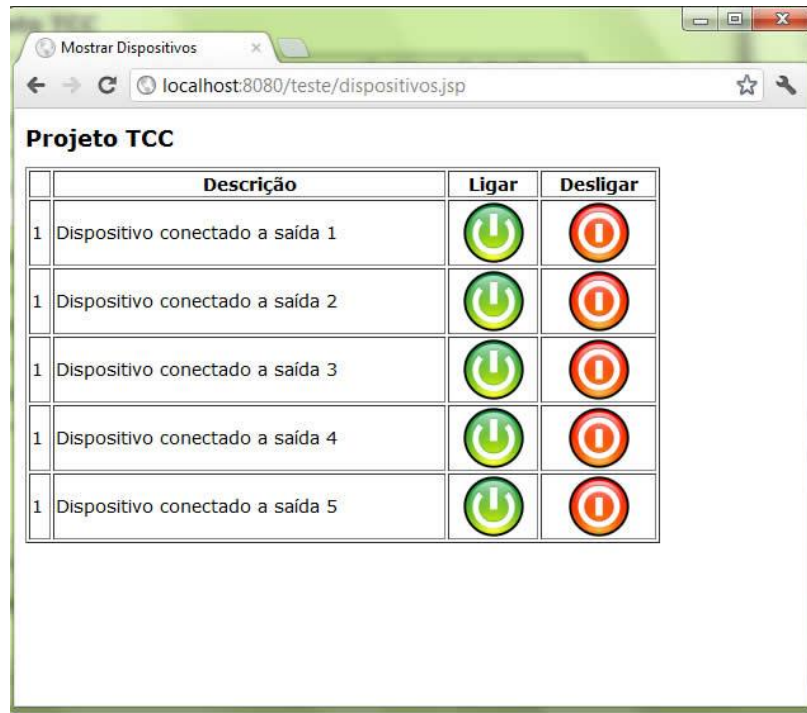 Mostrar Dispositivos
localhost:8080/teste/dispositivos.jsp
Projeto TCC
Descrição Ligar Desligar
1 Dispositivo conectado a saída 1
1 Dispositivo conectado a saída 2
1 Dispositivo conectado a saída 3
1 Dispositivo conectado a saída 4
1 Dispositivo conectado a saída 5